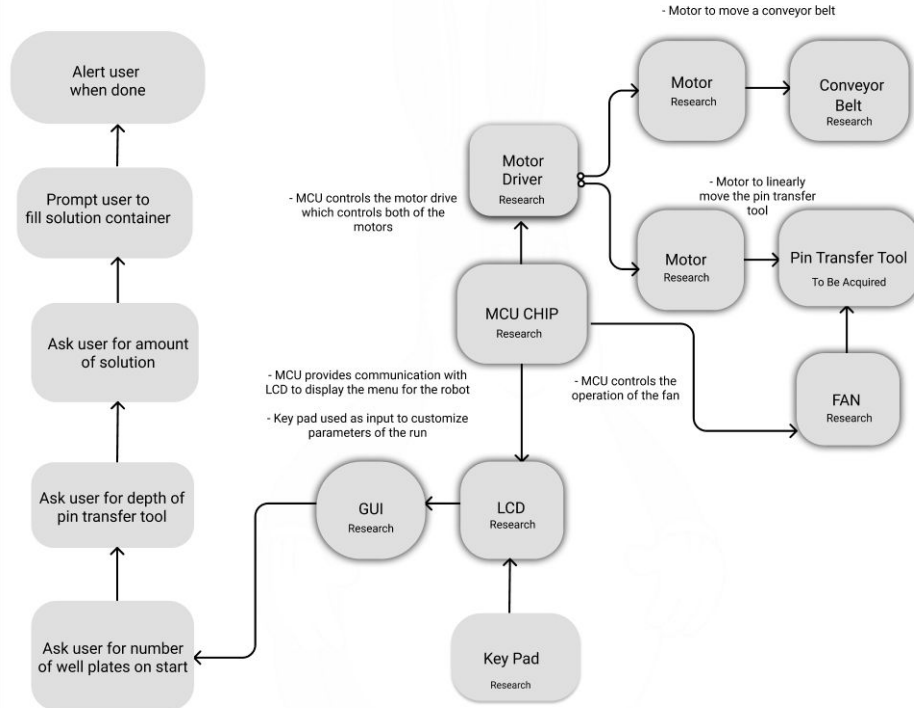 - Motor to move a conveyor belt
Alert user
when done
Motor
Research
Conveyor
Belt
Research
Motor
Driver
Research
Prompt user to
fill solution container
- MCU controls the motor drive
which controls both of the
motors
- Motor to linearly
move the pin transfer
tool
Motor
Research
Pin Transfer Tool
To Be Acquired
MCU CHIP
Research
Ask user for amount
of solution
- MCU provides communication with
LCD to display the menu for the robot
- Key pad used as input to customize
parameters of the run
- MCU controls the
operation of the fan
FAN
Research
Ask user for depth of
pin transfer tool
GUI
Research
LCD
Research
Ask user for number
of well plates on start
Key Pad
Research